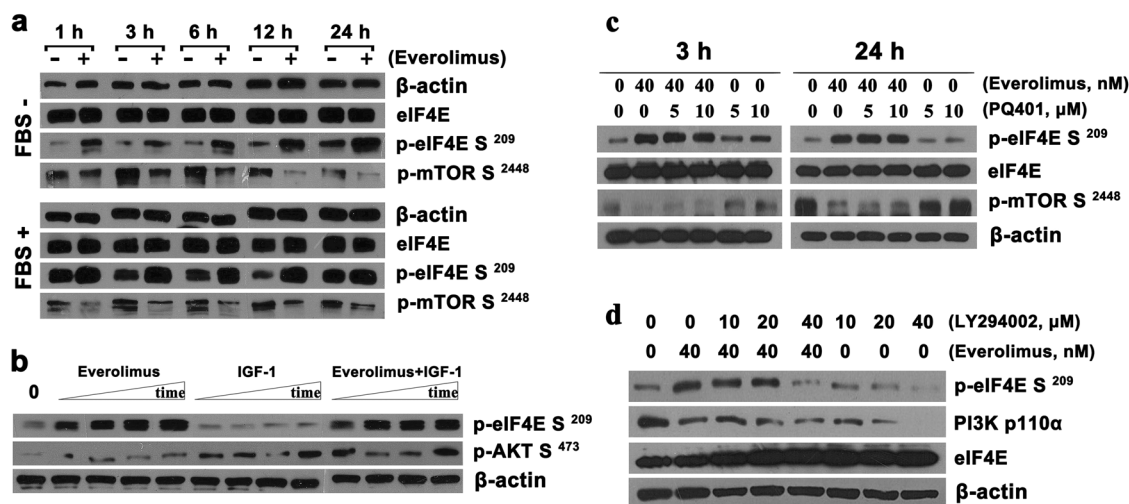 a
1 h 3 h 6 h 12 h 24 h
- + - + - + - + - + (Everolimus)
FBS -
β-actin
eIF4E
p-eIF4E S 209
p-mTOR S 2448
FBS +
β-actin
eIF4E
p-eIF4E S 209
p-mTOR S 2448
b
0 Everolimus IGF-1 Everolimus+IGF-1
time time time
p-eIF4E S 209
p-AKT S 473
β-actin
c
3 h 24 h
0 40 40 40 0 0 0 40 40 40 0 0 (Everolimus, nM)
0 0 5 10 5 10 0 0 5 10 5 10 (PQ401, μM)
p-eIF4E S 209
eIF4E
p-mTOR S 2448
β-actin
d
0 0 10 20 40 10 20 40 (LY294002, μM)
0 40 40 40 40 0 0 0 (Everolimus, nM)
p-eIF4E S 209
PI3K p110α
eIF4E
β-actin